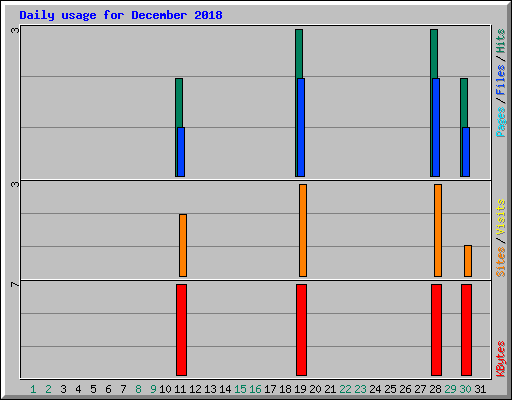 Daily usage for December 2018
3
Pages / Files / Hits
3
Sites / Visits
7
KBytes
1 2 3 4 5 6 7 8 9 10 11 12 13 14 15 16 17 18 19 20 21 22 23 24 25 26 27 28 29 30 31